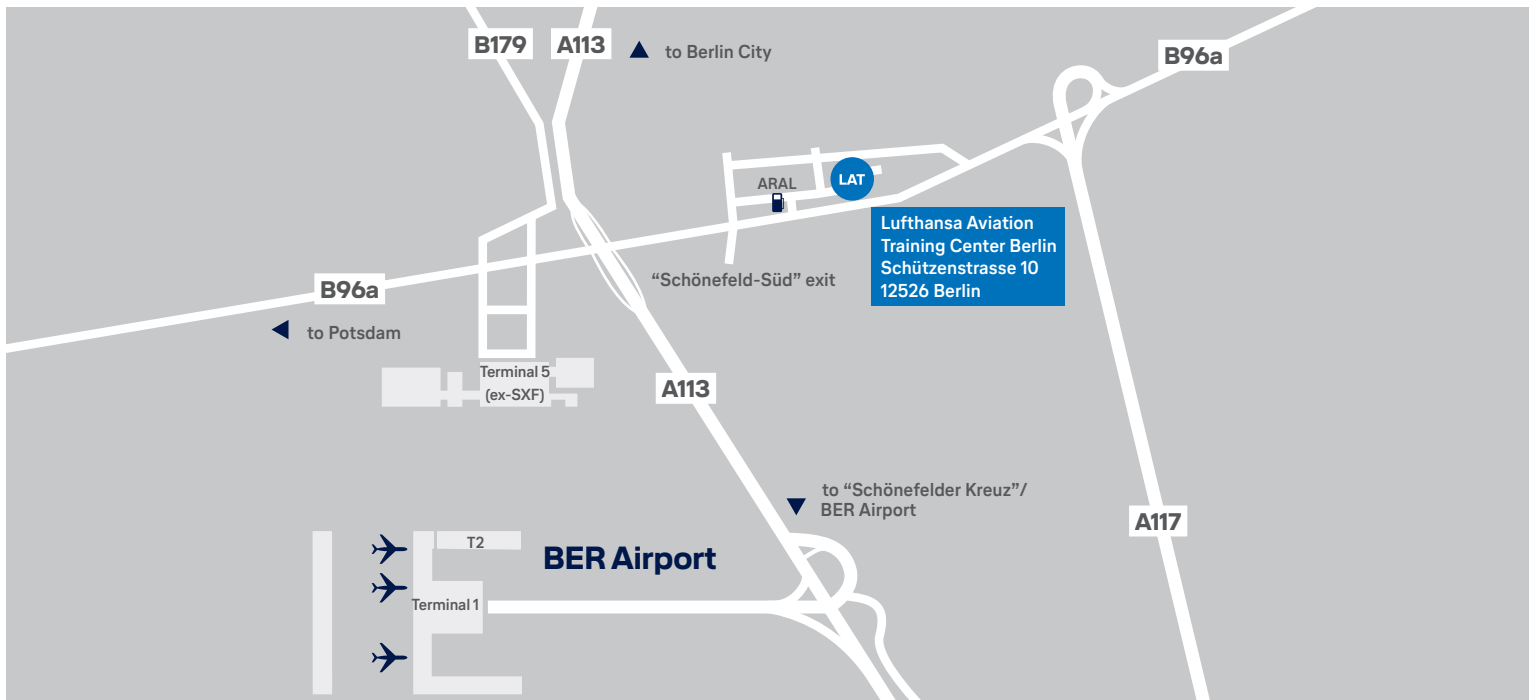 B179
A113
to Berlin City
B96a
ARAL
LAT
Lufthansa Aviation
Training Center Berlin
Schützenstrasse 10
12526 Berlin
“Schönefeld-Süd” exit
B96a
to Potsdam
Terminal 5
(ex-SXF)
A113
to “Schönefelder Kreuz”/
BER Airport
A117
T2
BER Airport
Terminal 1